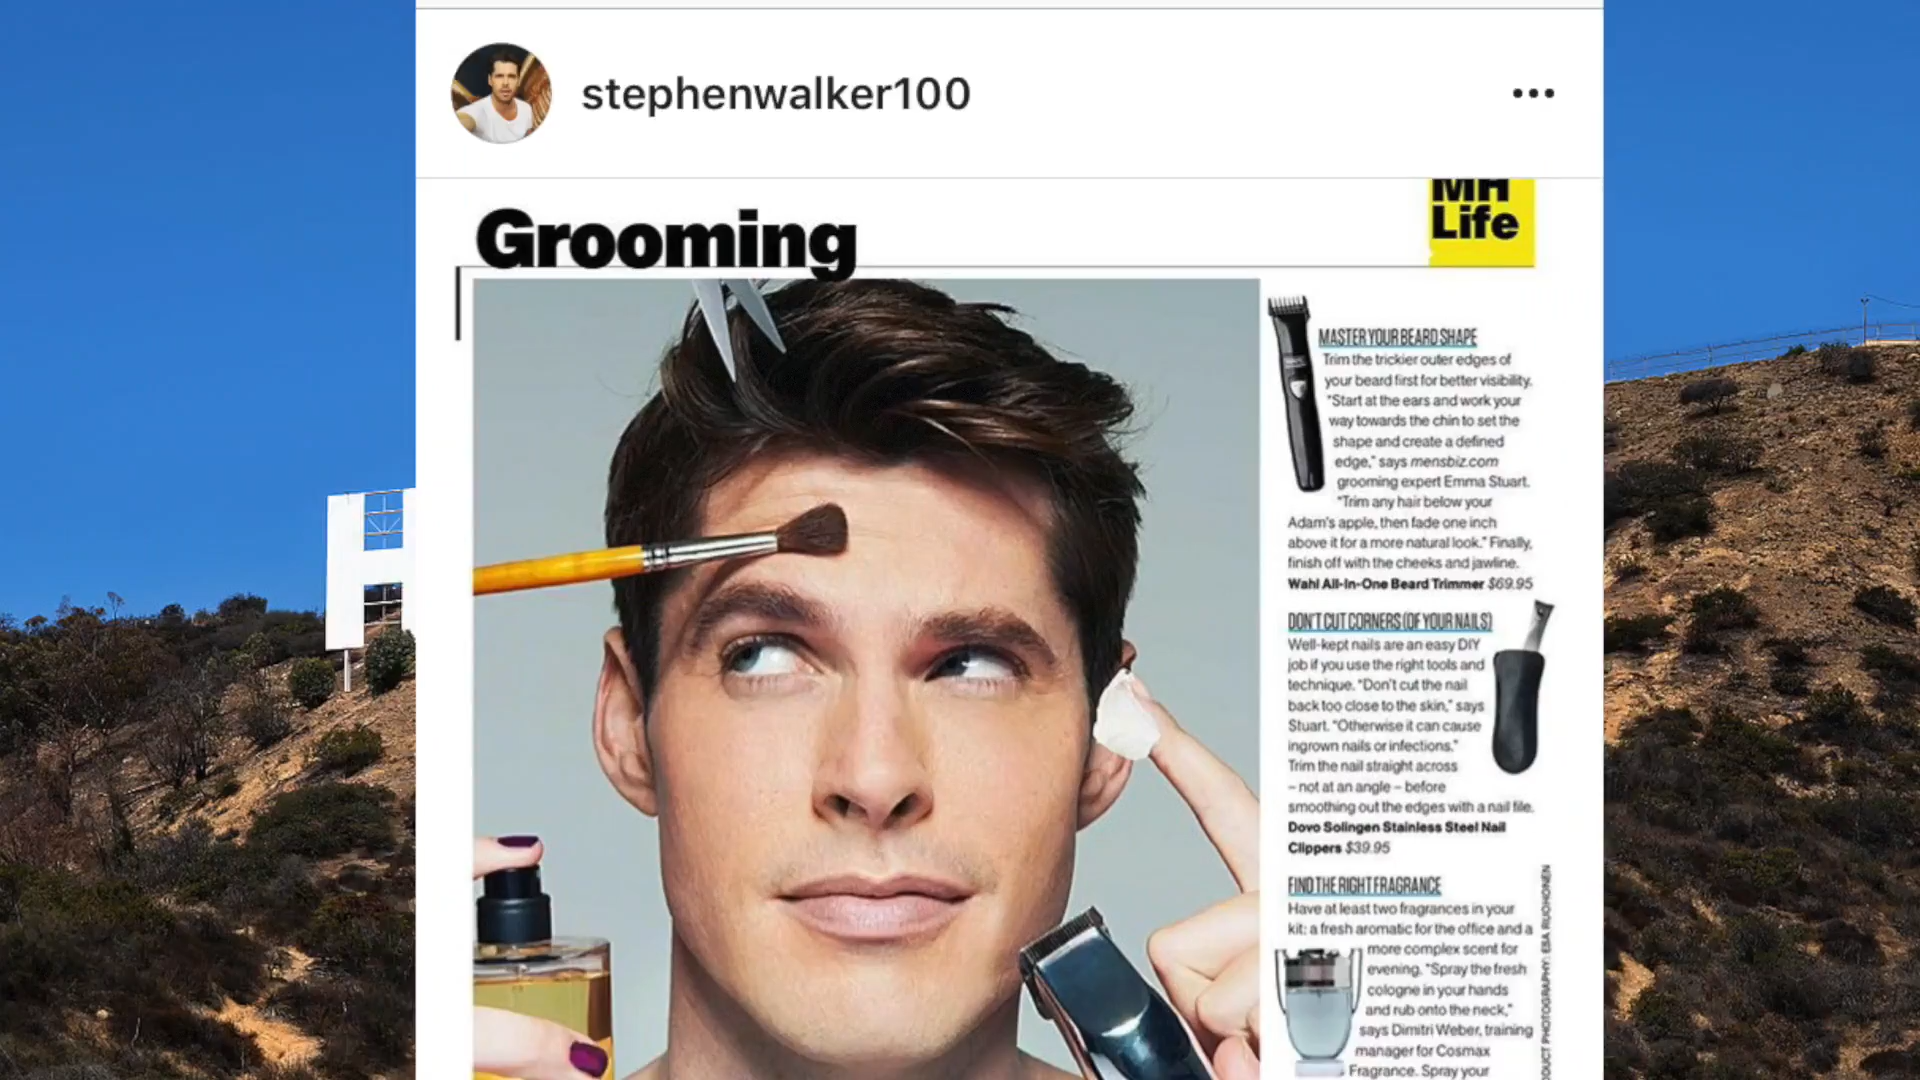 stephenwalker100
MH
Life
Grooming
MASTER YOUR BEARD SHAPE
Trim the trickier outer edges of
your beard first for better visibility.
"Start at the ears and work your
way towards the chin to set the
shape and create a defined
edge," says mensbiz.com
grooming expert Emma Stuart.
"Trim any hair below your
Adam's apple, then fade one inch
above it for a more natural look." Finally,
finish off with the cheeks and jawline.
Wahl All-In-One Beard Trimmer $69.95
DON'T CUT CORNERS (OF YOUR NAILS)
Well-kept nails are an easy DIY
job if you use the right tools and
technique. "Don't cut the nail
back too close to the skin," says
Stuart. "Otherwise it can cause
ingrown nails or infections."
Trim the nail straight across
– not at an angle – before
smoothing out the edges with a nail file.
Dovo Solingen Stainless Steel Nail
Clippers $39.95
FIND THE RIGHT FRAGRANCE
Have at least two fragrances in your
kit: a fresh aromatic for the office and a
more complex scent for
evening. "Spray the fresh
cologne in your hands
and rub onto the neck,"
says Dimitri Weber, training
manager for Cosmax
Fragrance. Spray your
PHOTOGRAPHY: ESA RUOHONEN
H